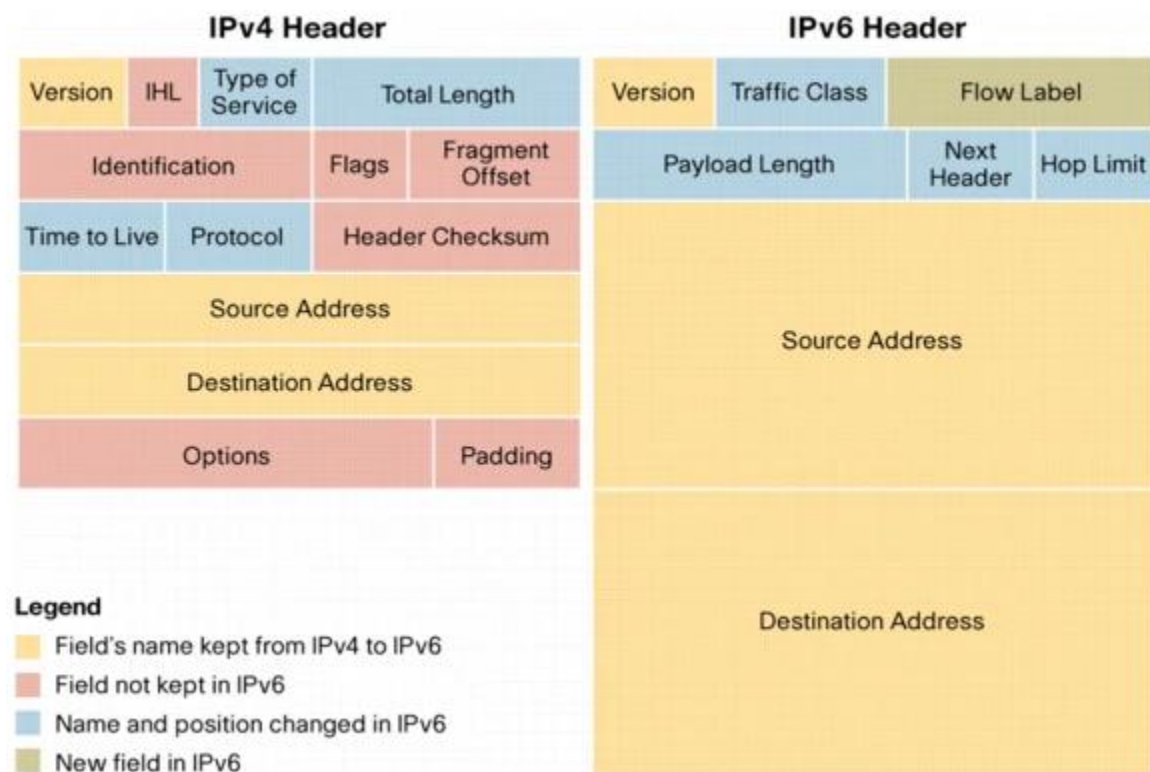 IPv4 Header
IPv6 Header
Version
IHL
Type of
Service
Total Length
Version
Traffic Class
Flow Label
Identification
Flags
Fragment
Offset
Payload Length
Next
Header
Hop Limit
Time to Live
Protocol
Header Checksum
Source Address
Destination Address
Options
Padding
Source Address
Destination Address
Legend
Field's name kept from IPv4 to IPv6
Field not kept in IPv6
Name and position changed in IPv6
New field in IPv6